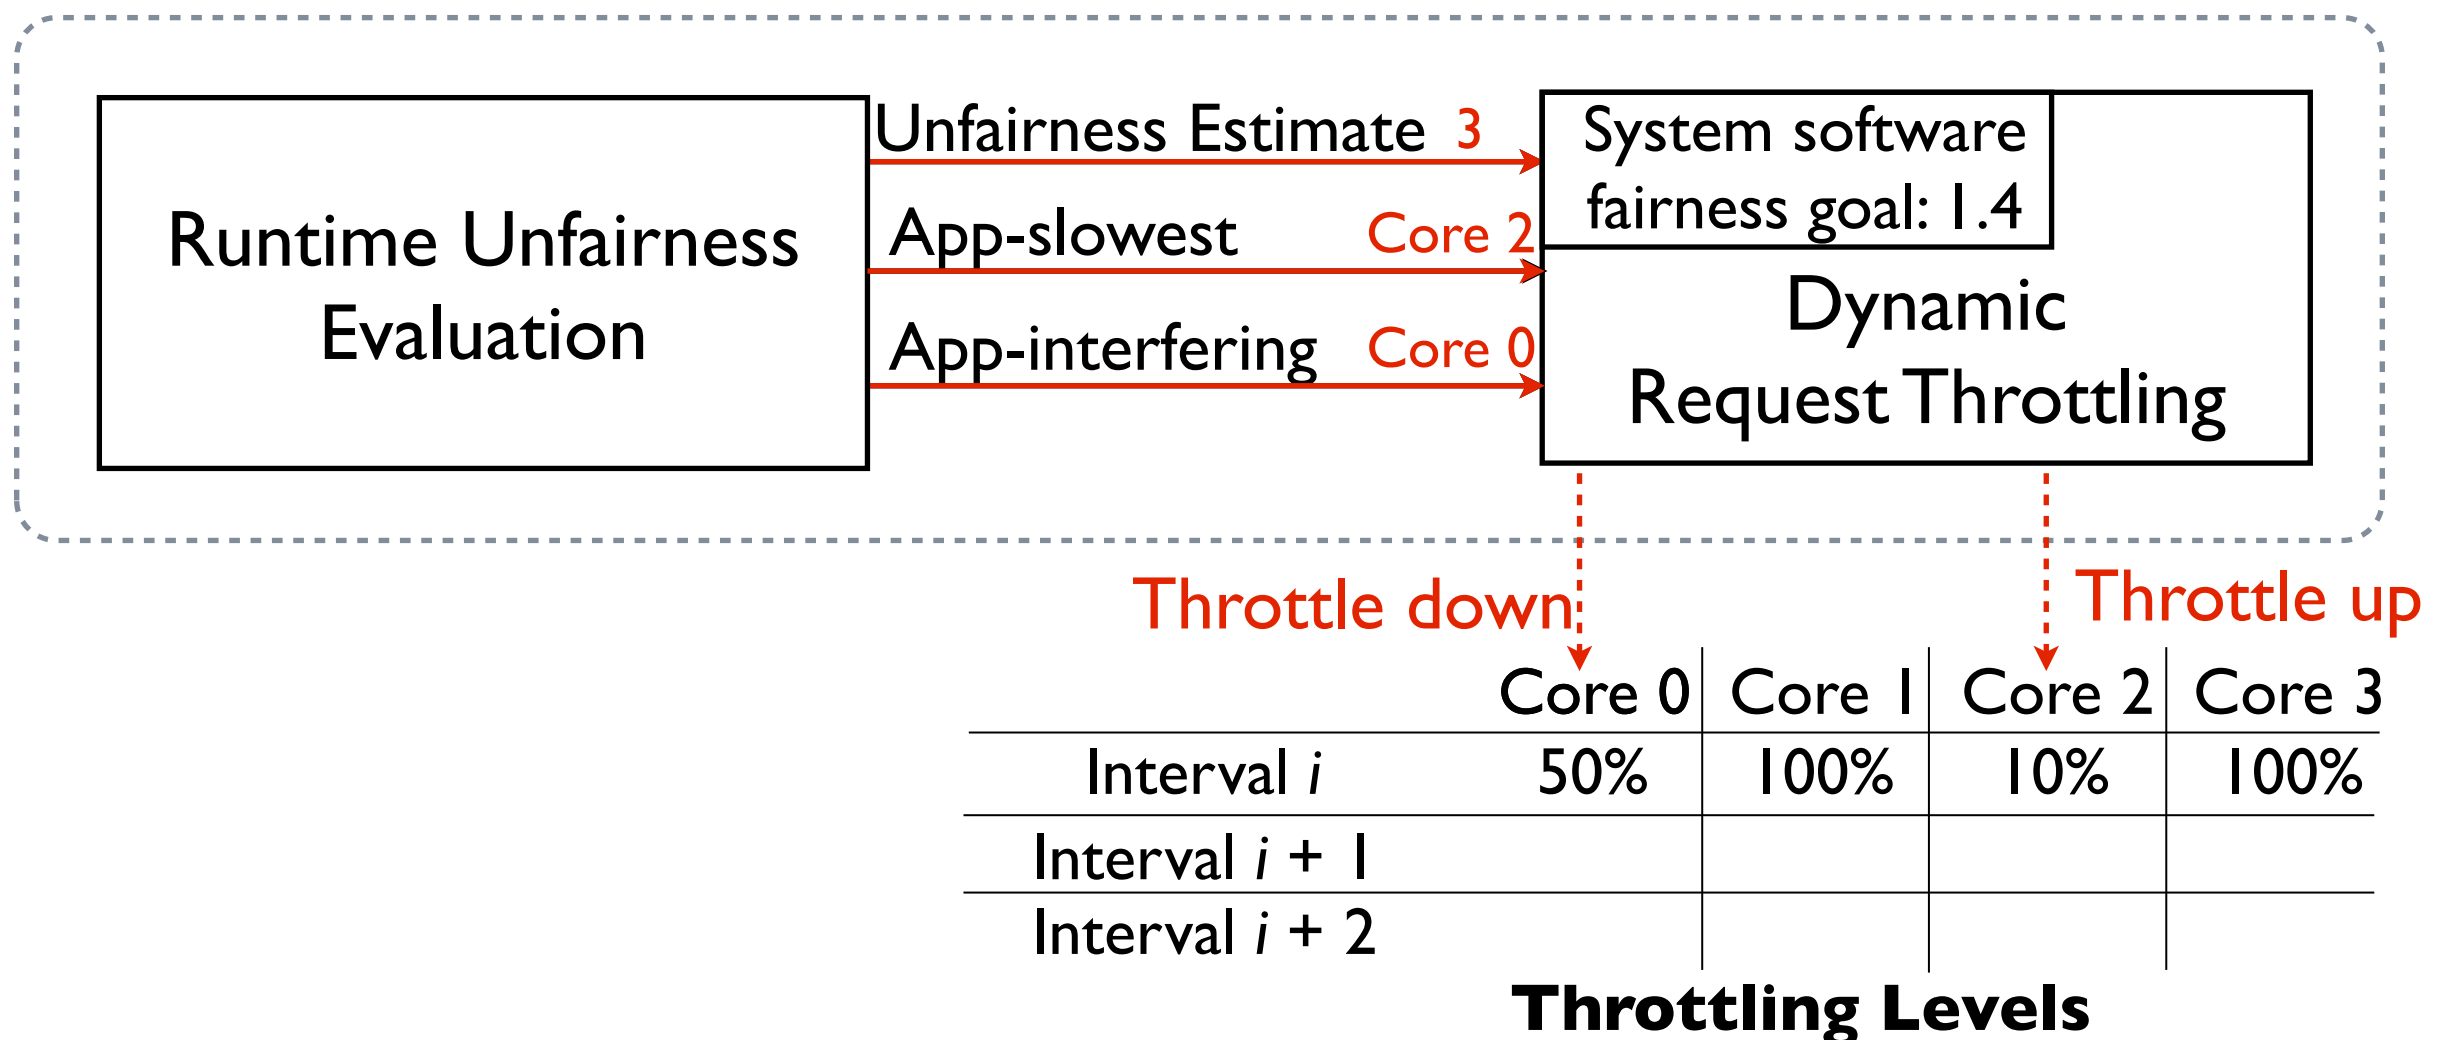 Unfairness Estimate 3
App-slowest Core 2
App-interfering Core 0
Runtime Unfairness
Evaluation
System software
fairness goal: 1.4
Dynamic
Request Throttling
Throttle down
Throttle up
Core 0 Core 1 Core 2 Core 3
Interval i 50% 100% 10% 100%
Interval i + 1
Interval i + 2
Throttling Levels